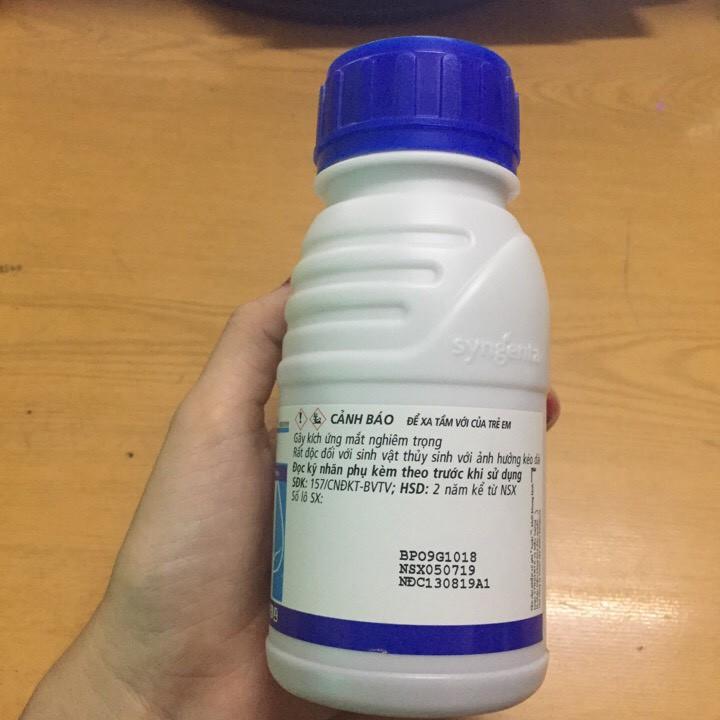 syngenta
CẢNH BÁO ĐỂ XA TẦM VỚI CỦA TRẺ EM
Gây kích ứng mắt nghiêm trọng
Rất độc đối với sinh vật thủy sinh với ảnh hưởng kéo dài
Đọc kỹ nhãn phụ kèm theo trước khi sử dụng
SĐK: 157/CNĐKT-BVTV; HSD: 2 năm kể từ NSX
Số lô SX:
BPO9G1018
NSX050719
NĐC130819A1